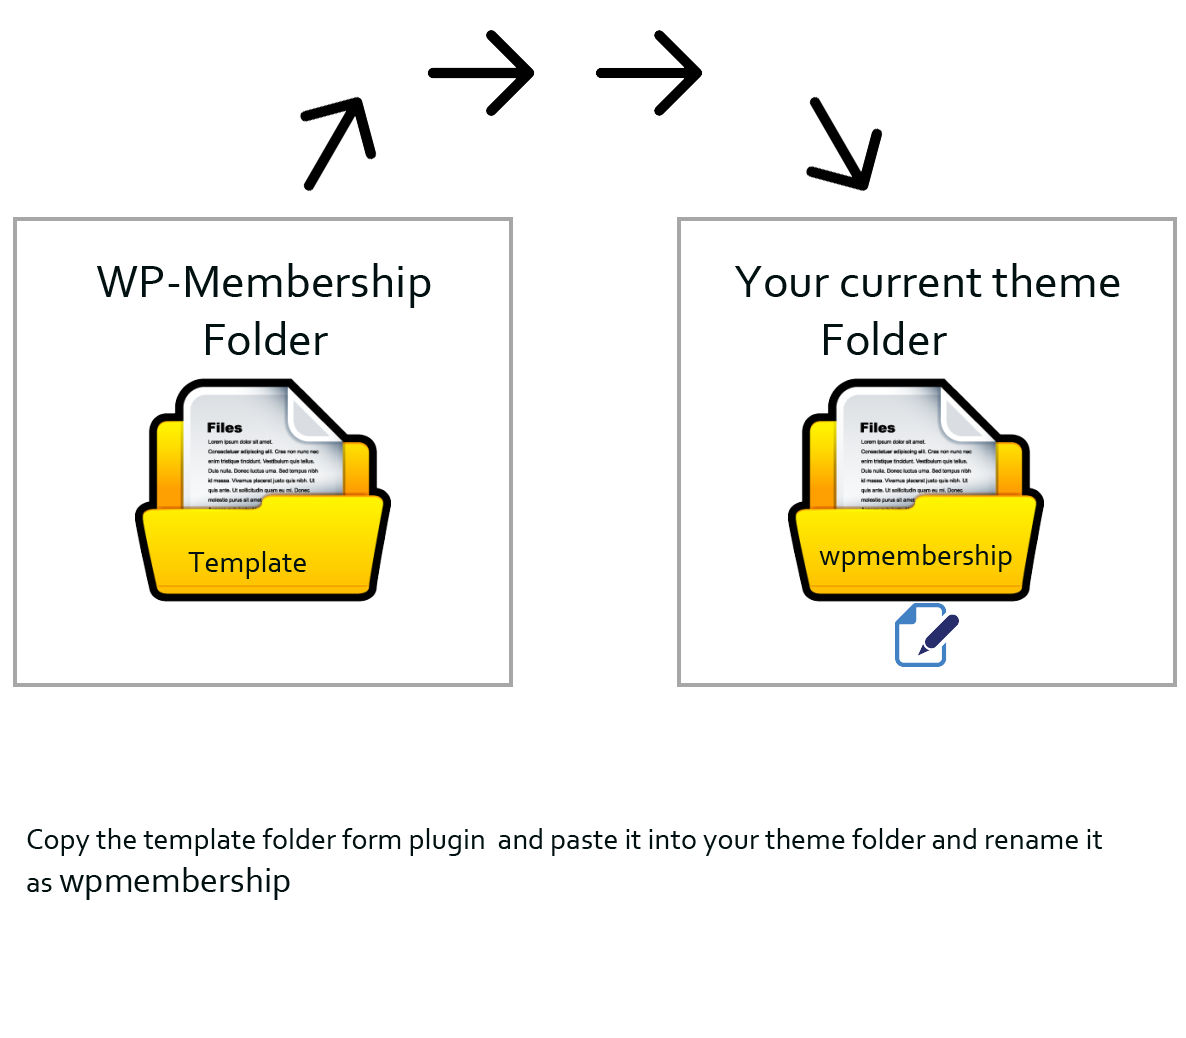 WP-Membership
Folder
Files
Lorem ipsum dolor sit amet.
Consectetuer adipiscing elit. Cras non nunc nec
enim tristique tincidunt. Vestibulum quis tellus.
Duis nulla. Donec luctus urna. Sed tempus nibh
id massa. Vivamus placerat justo quis nibh. Ut
quis ante. Ut sollicitudin quam eu mi. Donec
molestie purus sit amet
Template
Your current theme
Folder
Files
Lorem ipsum dolor sit amet.
Consectetuer adipiscing elit. Cras non nunc nec
enim tristique tincidunt. Vestibulum quis tellus.
Duis nulla. Donec luctus urna. Sed tempus nibh
id massa. Vivamus placerat justo quis nibh. Ut
quis ante. Ut sollicitudin quam eu mi. Donec
molestie purus sit amet
wpmembership
Copy the template folder form plugin and paste it into your theme folder and rename it
as wpmembership